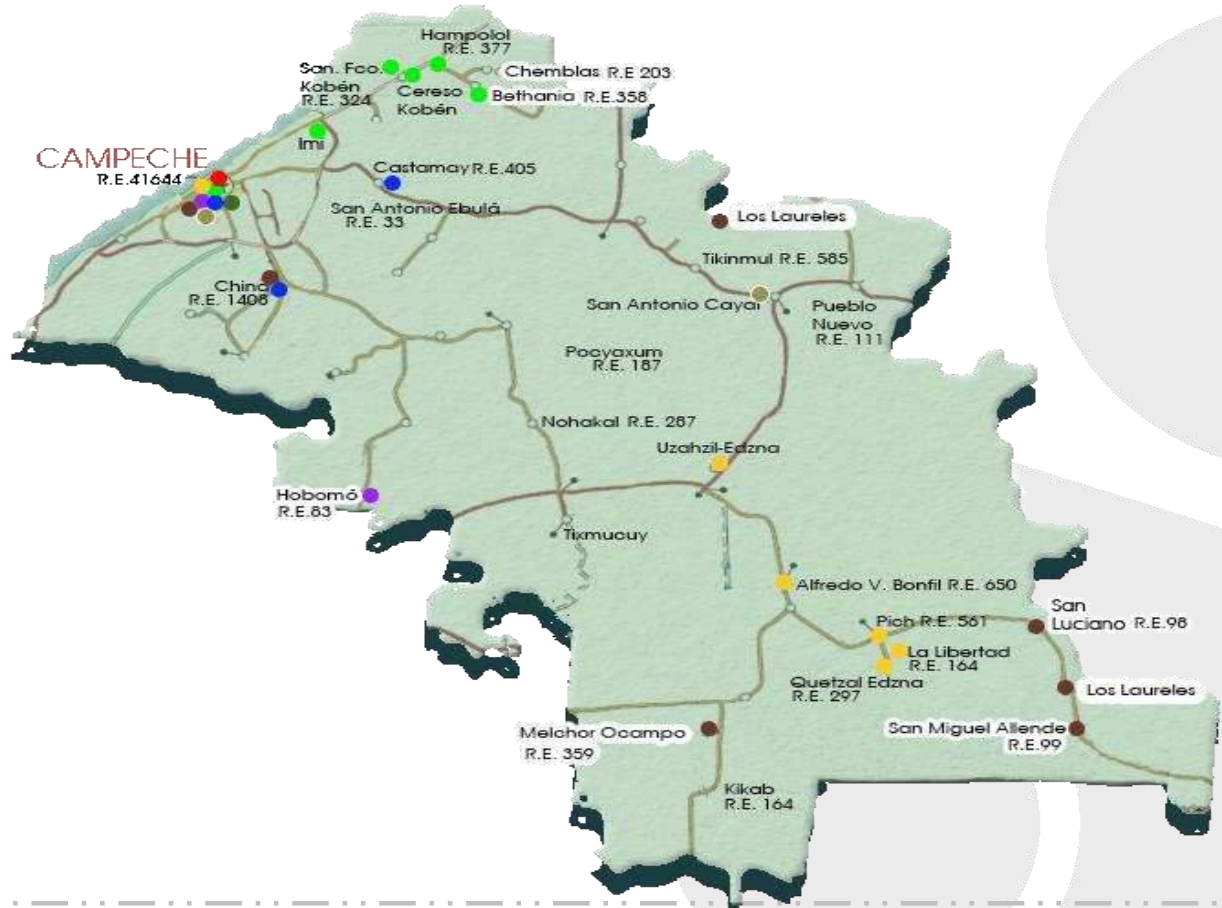 Hampolol
R.E. 377
San. Fco.
Kobén
R.E. 324
Cereso
Kobén
Chemblas R.E 203
Bethania R.E.358
Imi
CAMPECHE
R.E.41644
Castamay R.E.405
San Antonio Ebulá
R.E. 33
Los Laureles
Tikinmul R.E. 585
China
R.E. 1408
San Antonio Cayal
Pueblo
Nuevo
R.E. 111
Pocyaxum
R.E. 187
Nohakal R.E. 287
Uzahzil-Edzna
Hobomó
R.E.83
Tixmucuy
Alfredo V. Bonfil R.E. 650
San
Luciano R.E.98
Pich R.E. 561
La Libertad
R.E. 164
Quetzal Edzna
R.E. 297
Los Laureles
Melchor Ocampo
R.E. 359
San Miguel Allende
R.E.99
Kikab
R.E. 164